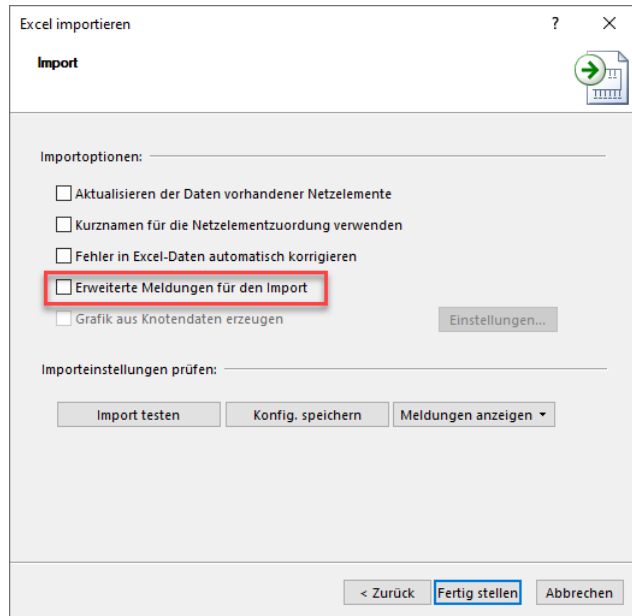 Excel importieren
?
Import
Importoptionen:
Aktualisieren der Daten vorhandener Netzelemente
Kurznamen für die Netzelementzuordung verwenden
Fehler in Excel-Daten automatisch korrigieren
Erweiterte Meldungen für den Import
Grafik aus Knotendaten erzeugen Einstellungen...
Importeinstellungen prüfen:
Import testen Konfig. speichern Meldungen anzeigen
< Zurück Fertig stellen Abbrechen